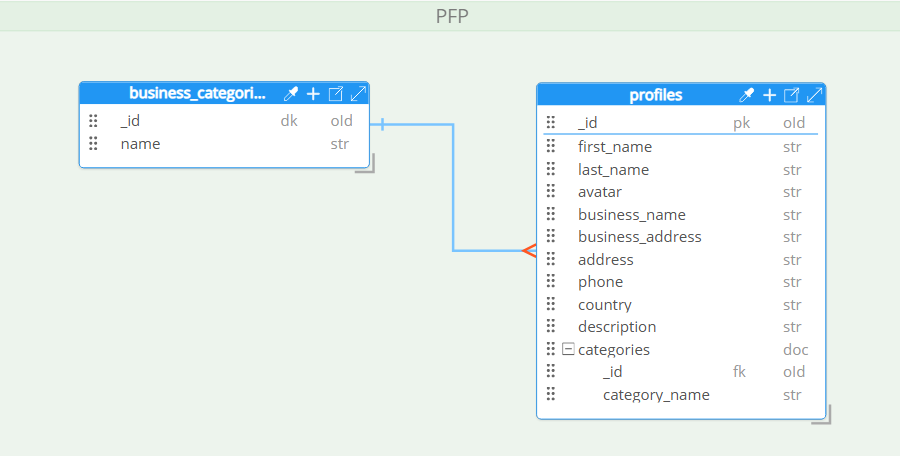 PFP
business_categori...
_id dk oId
name str
profiles
_id pk oId
first_name str
last_name str
avatar str
business_name str
business_address str
address str
phone str
country str
description str
categories doc
_id fk oId
category_name str